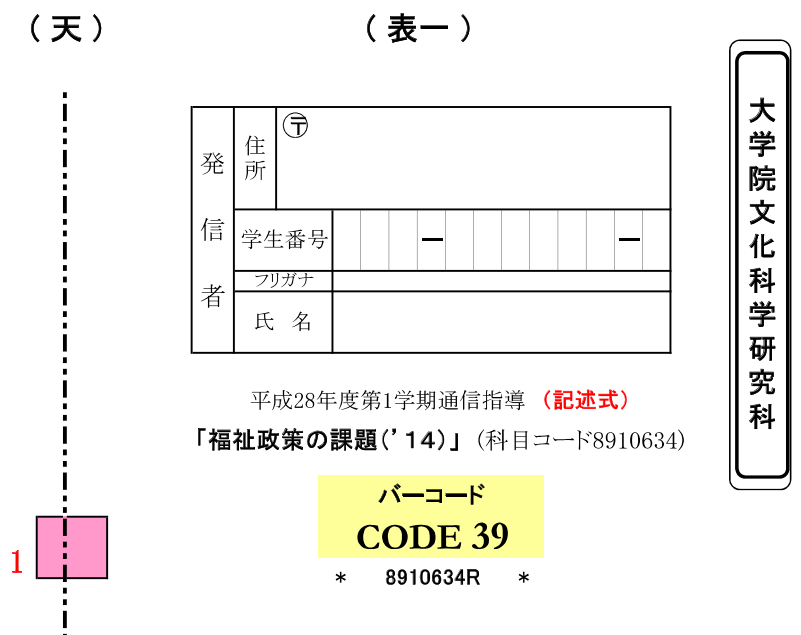 （天）
（表一）
発信者
住所
〒
学生番号
－ －
フリガナ
氏 名
平成28年度第1学期通信指導 （記述式）
「福祉政策の課題（’１４）」 （科目コード8910634）
バーコード
CODE 39
* 8910634R *
1
大学院文化科学研究科